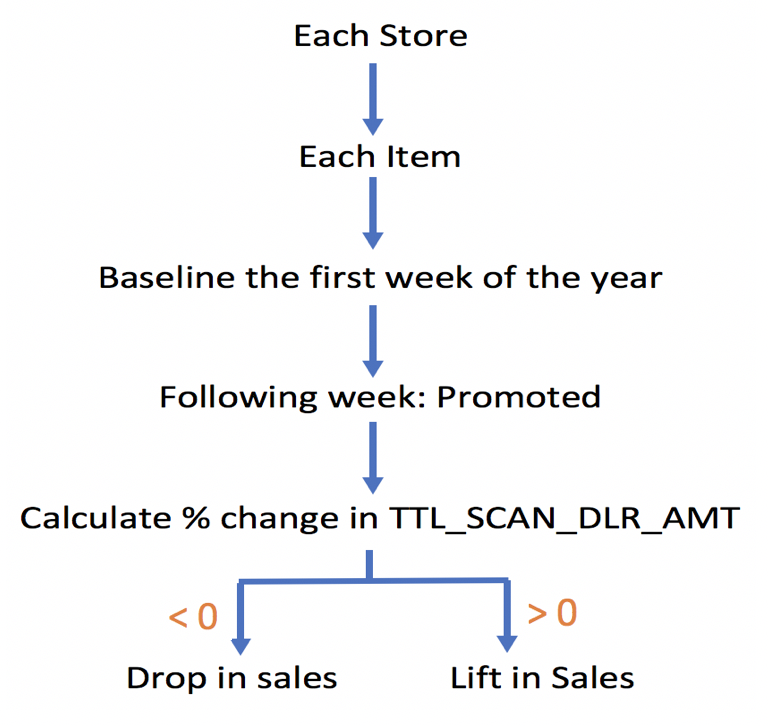 Each Store
Each Item
Baseline the first week of the year
Following week: Promoted
Calculate % change in TTL_SCAN_DLR_AMT
< 0
> 0
Drop in sales
Lift in Sales